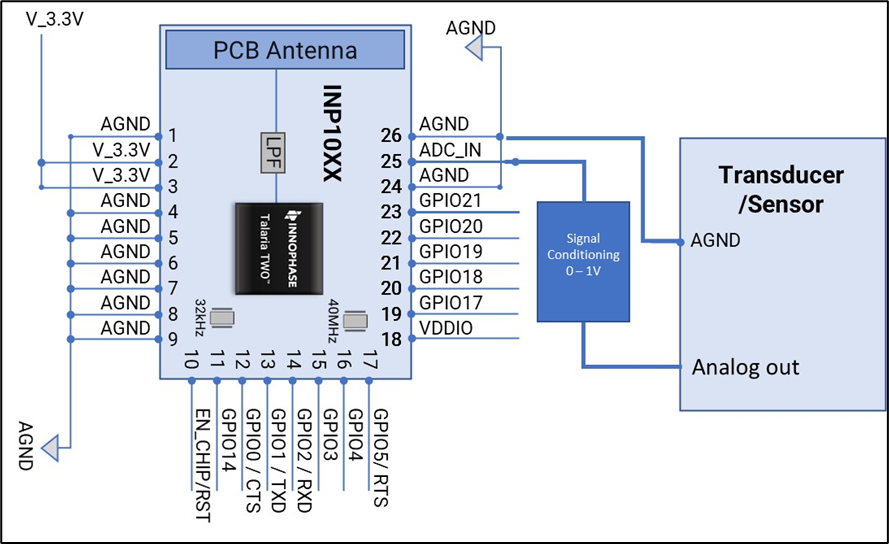 V_3.3V
AGND
PCB Antenna
INP10XX
LPF
AGND 1
V_3.3V 2
V_3.3V 3
AGND 4
AGND 5
AGND 6
AGND 7
AGND 8
AGND 9
26 AGND
25 ADC_IN
24 AGND
23 GPIO21
22 GPIO20
21 GPIO19
20 GPIO18
19 GPIO17
18 VDDIO
INNOPHASE
Talaria TWO™
32kHz
40MHz
10 EN_CHIP/RST
11 GPIO14
12 GPIO0 / CTS
13 GPIO1 / TXD
14 GPIO2 / RXD
15 GPIO3
16 GPIO4
17 GPIO5/ RTS
AGND
Signal
Conditioning
0 – 1V
Transducer
/Sensor
AGND
Analog out